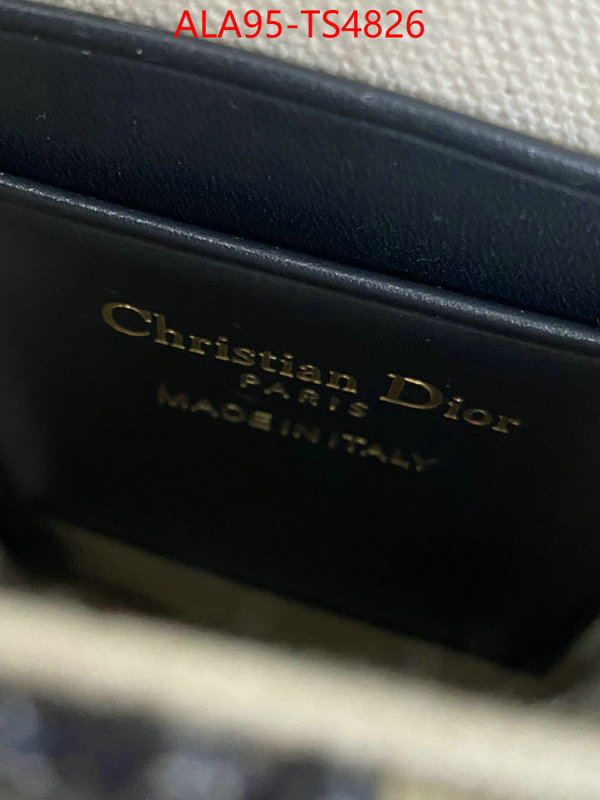 ALA95-TS4826
Christian Dior
PARIS
MADE IN ITALY